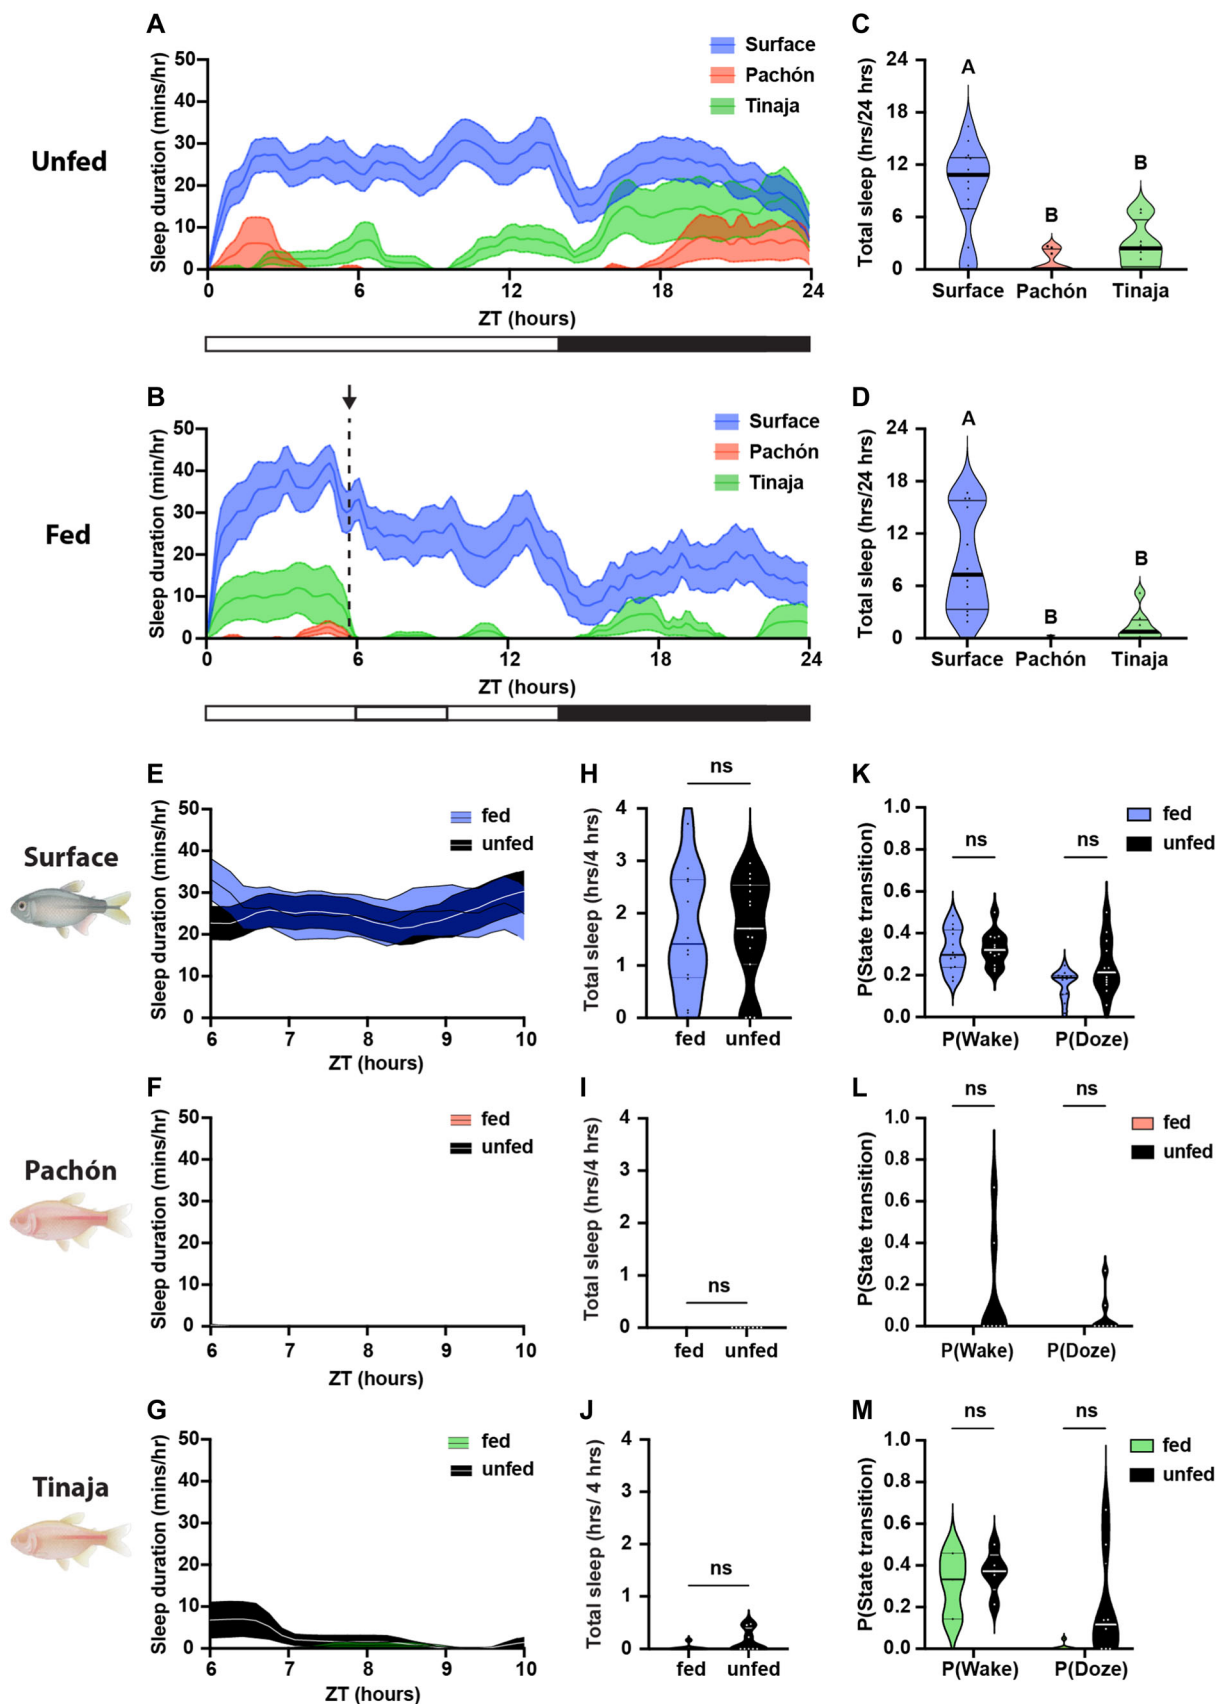 A
Sleep duration (mins/hr)
50
40
30
20
10
0
0
6
12
18
24
ZT (hours)
Surface
Pachón
Tinaja
Unfed
C
Total sleep (hrs/24 hrs)
24
18
12
6
0
A
B
B
Surface
Pachón
Tinaja
B
Sleep duration (min/hr)
50
40
30
20
10
0
0
6
12
18
24
ZT (hours)
Surface
Pachón
Tinaja
Fed
D
Total sleep (hrs/24 hrs)
24
18
12
6
0
A
B
B
Surface
Pachón
Tinaja
Surface
E
Sleep duration (mins/hr)
50
40
30
20
10
0
6
7
8
9
10
ZT (hours)
fed
unfed
H
Total sleep (hrs/4 hrs)
4
3
2
1
0
ns
fed
unfed
K
P(State transition)
1.0
0.8
0.6
0.4
0.2
0.0
ns
ns
P(Wake)
P(Doze)
fed
unfed
Pachón
F
Sleep duration (mins/hr)
50
40
30
20
10
0
6
7
8
9
10
ZT (hours)
fed
unfed
I
Total sleep (hrs/4 hrs)
4
3
2
1
0
ns
fed
unfed
L
P(State transition)
1.0
0.8
0.6
0.4
0.2
0.0
ns
ns
P(Wake)
P(Doze)
fed
unfed
Tinaja
G
Sleep duration (mins/hr)
50
40
30
20
10
0
6
7
8
9
10
ZT (hours)
fed
unfed
J
Total sleep (hrs/ 4 hrs)
4
3
2
1
0
ns
fed
unfed
M
P(State transition)
1.0
0.8
0.6
0.4
0.2
0.0
ns
ns
P(Wake)
P(Doze)
fed
unfed